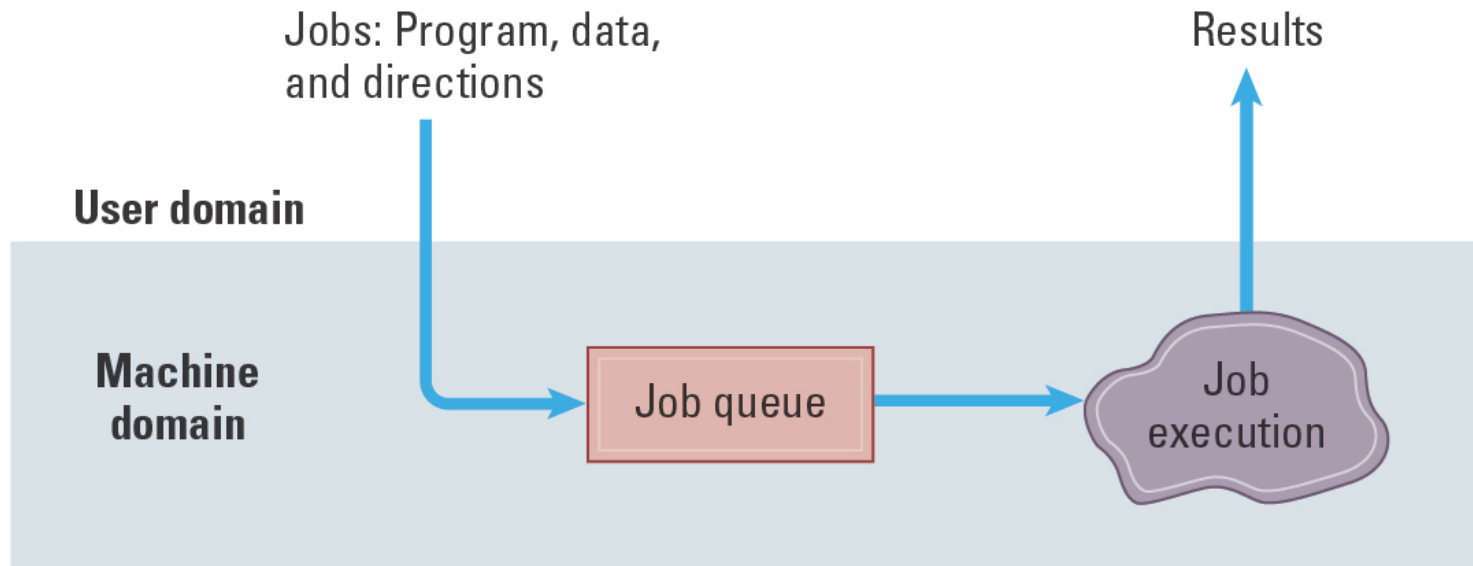 Jobs: Program, data,
and directions
Results
User domain
Machine
domain
Job queue
Job
execution